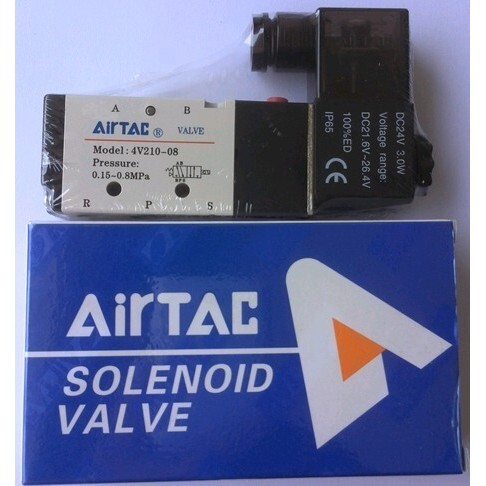 A B
AirTAC ® VALVE
Model: 4V210-08
Pressure:
0.15~0.8MPa
R P S
DC24V 3.0W
Voltage range:
DC21.6V~26.4V
100%ED
IP65
CE
AirTAC
SOLENOID
VALVE